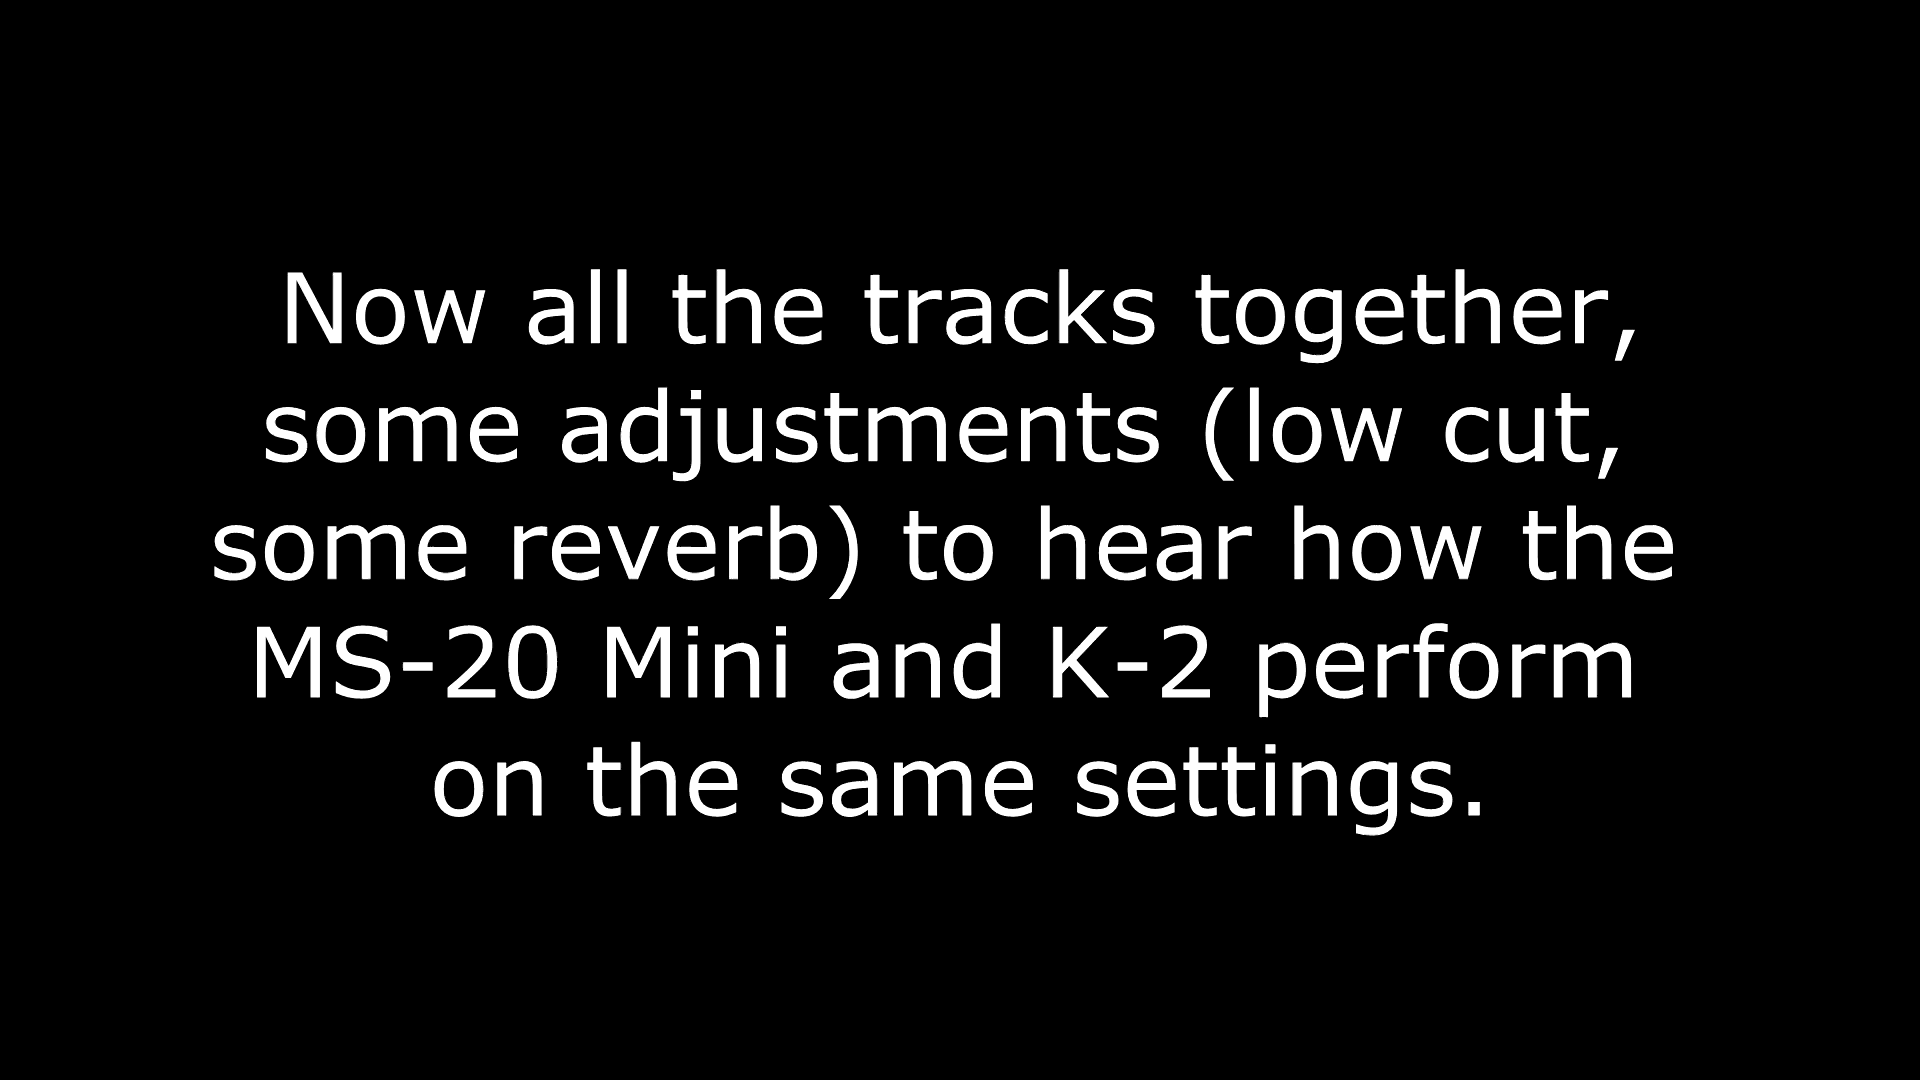 Now all the tracks together,
some adjustments (low cut,
some reverb) to hear how the
MS-20 Mini and K-2 perform
on the same settings.